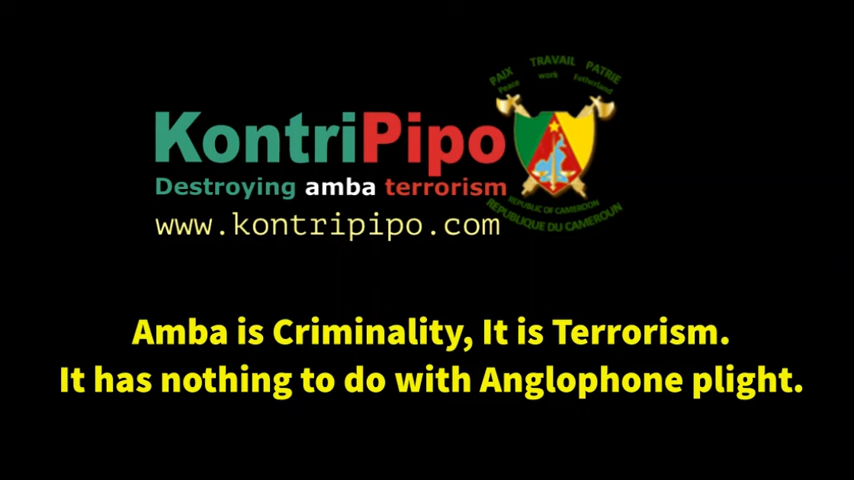 PAIX TRAVAIL PATRIE
Peace work Fatherland
KontriPipo
Destroying amba terrorism
REPUBLIC OF CAMEROON
REPUBLIQUE DU CAMEROUN
www.kontripipo.com
Amba is Criminality, It is Terrorism.
It has nothing to do with Anglophone plight.